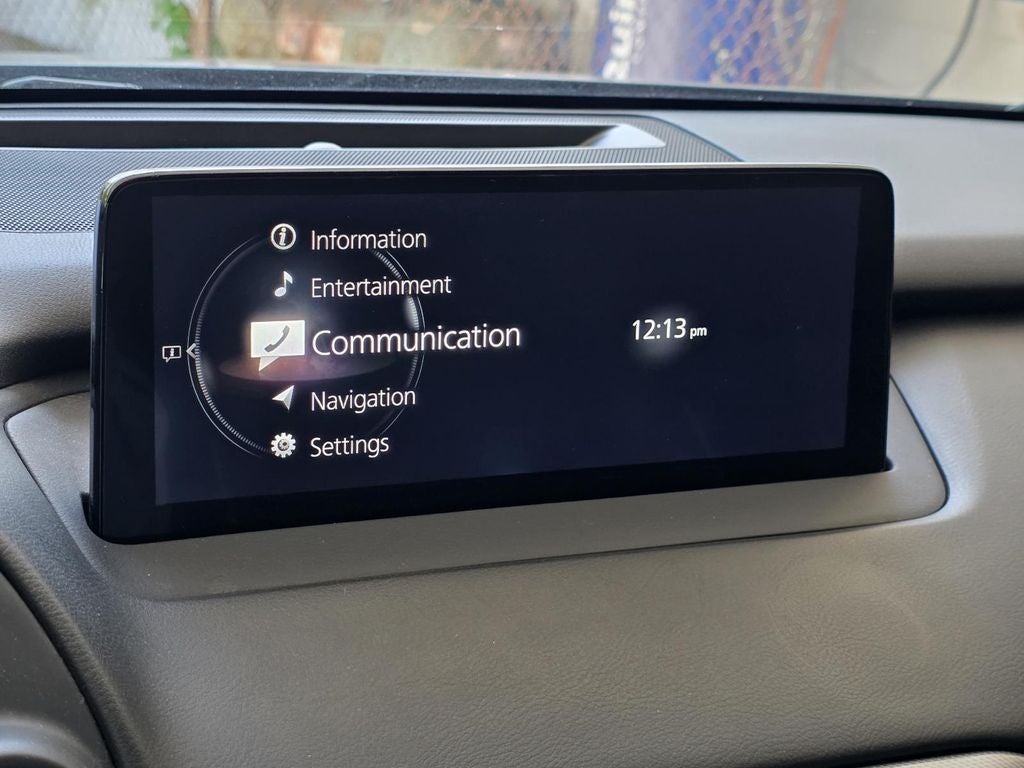 Information
Entertainment
Communication
12:13 pm
Navigation
Settings